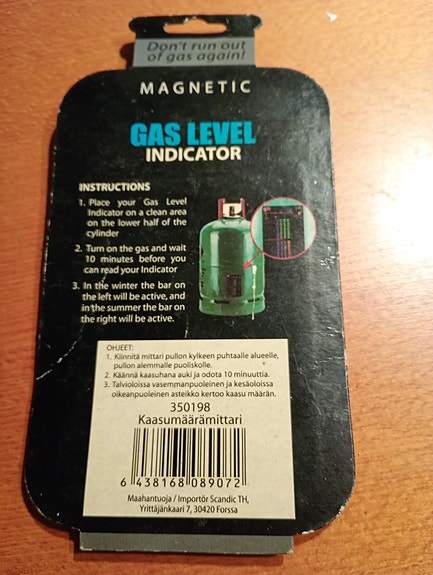 Don't run out
of gas again!
MAGNETIC
GAS LEVEL
INDICATOR
INSTRUCTIONS
1. Place your Gas Level
Indicator on a clean area
on the lower half of the
cylinder
2. Turn on the gas and wait
10 minutes before you
can read your Indicator
3. In the winter the bar on
the left will be active, and
in the summer the bar on
the right will be active.
OHJEET:
1. Kiinnitä mittari pullon kylkeen puhtaalle alueelle,
pullon alemmalle puoliskolle.
2. Käännä kaasuhana auki ja odota 10 minuuttia.
3. Talvioloissa vasemmanpuoleinen ja kesäoloissa
oikeanpuoleinen asteikko kertoo kaasu määrän.
350198
Kaasumäärämittari
6 438168 089072
Maahantuoja / Importör Scandic TH,
Yrittäjänkaari 7, 30420 Forssa